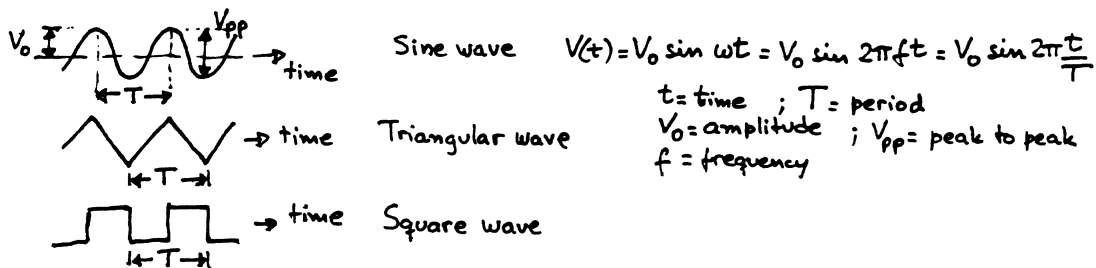 V₀ Vpp
T
time
Sine wave V(t) = V₀ sin ωt = V₀ sin 2πft = V₀ sin 2π t/T
t = time ; T = period
V₀ = amplitude ; Vpp = peak to peak
f = frequency
time Triangular wave
T
time Square wave
T